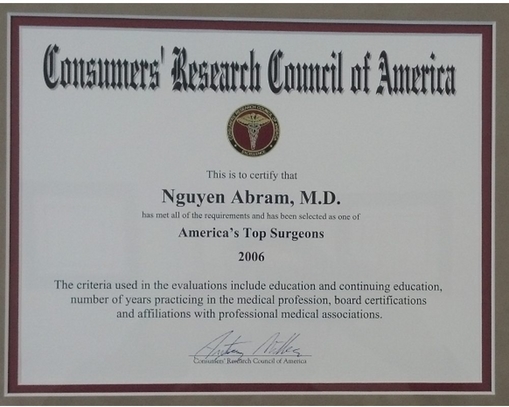 Consumers' Research Council of America
This is to certify that
Nguyen Abram, M.D.
has met all of the requirements and has been selected as one of
America's Top Surgeons
2006
The criteria used in the evaluations include education and continuing education,
number of years practicing in the medical profession, board certifications
and affiliations with professional medical associations.
Consumers' Research Council of America